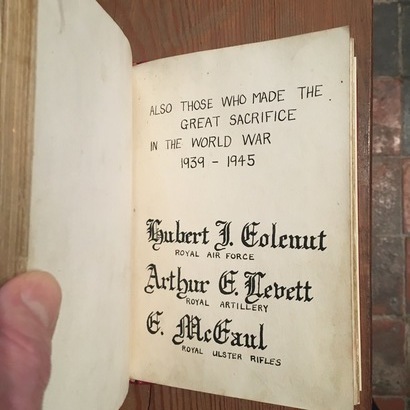 ALSO THOSE WHO MADE THE
GREAT SACRIFICE
IN THE WORLD WAR
1939 - 1945
Hubert J. Colenut
ROYAL AIR FORCE
Arthur E. Levett
ROYAL ARTILLERY
E. McCaul
ROYAL ULSTER RIFLES